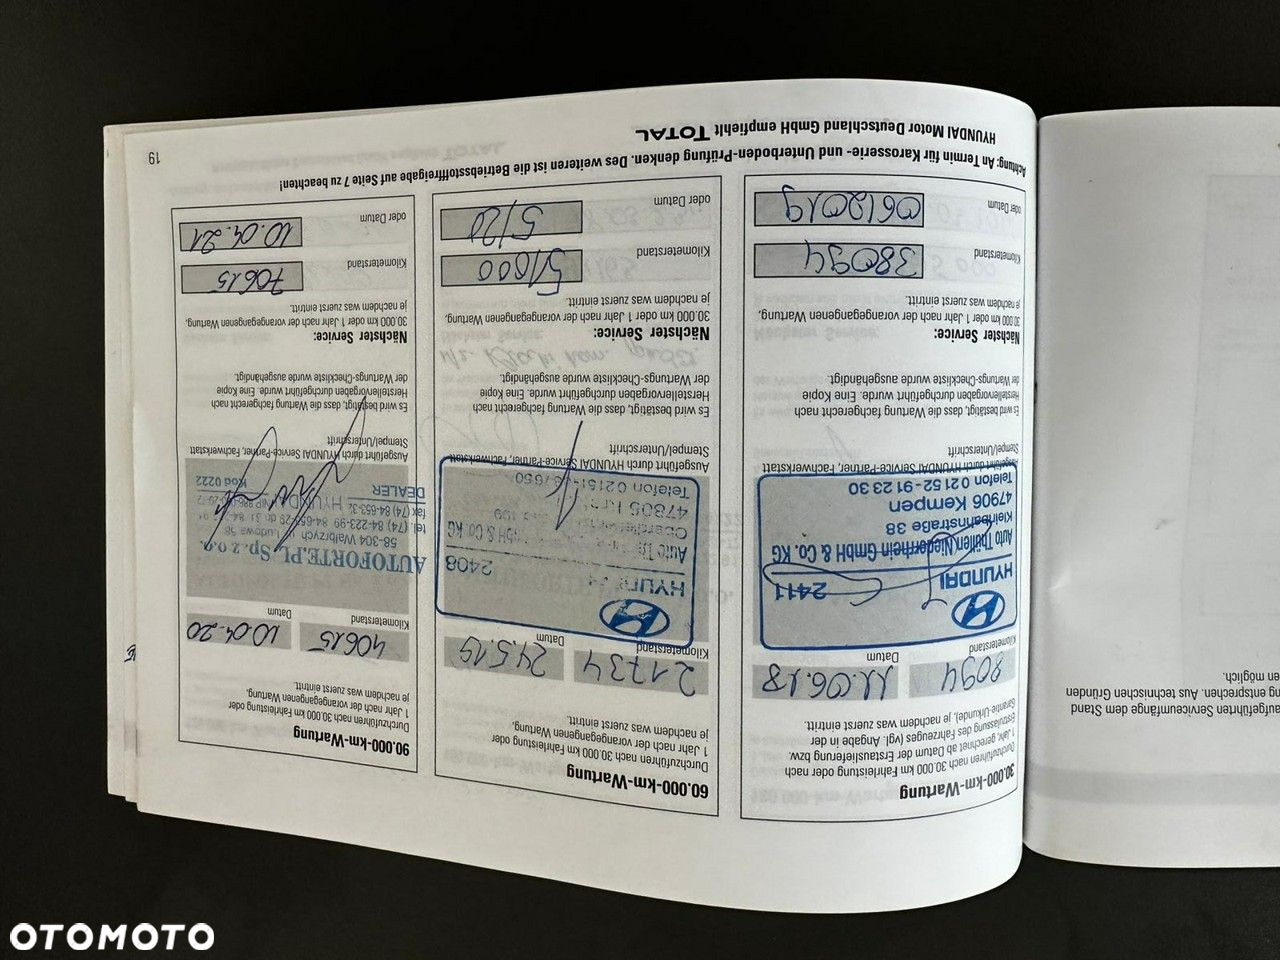 30.000-km-Wartung
Durchzuführen nach 30.000 km Fahrleistung oder nach
1 Jahr, gerechnet ab Datum der Erstauslieferung bzw.
Erstzulassung des Fahrzeuges (vgl. Angabe in der
Garantie-Urkunde), je nachdem was zuerst eintritt.
8094
11.06.18
Kilometerstand
Datum
HYUNDAI
2411
Auto Thüllen Niederrhein GmbH & Co. KG
Kleinbahnstraße 38
47906 Kempen
Telefon 0 21 52 - 91 23 30
Ausgeführt durch HYUNDAI Service-Partner, Fachwerkstatt
Stempel/Unterschrift
Es wird bestätigt, dass die Wartung fachgerecht nach
Herstellervorgaben durchgeführt wurde. Eine Kopie
der Wartungs-Checkliste wurde ausgehändigt.
Nächster Service:
30.000 km oder 1 Jahr nach der vorangegangenen Wartung,
je nachdem was zuerst eintritt.
Kilometerstand
38094
oder Datum
06/2019
60.000-km-Wartung
Durchzuführen nach 30.000 km Fahrleistung oder
1 Jahr nach der vorangegangenen Wartung,
je nachdem was zuerst eintritt.
21734
24.5.19
Kilometerstand
Datum
2408
47805
Telefon 0 2151
Ausgeführt durch HYUNDAI Service-Partner, Fachwerkstatt
Stempel/Unterschrift
Es wird bestätigt, dass die Wartung fachgerecht nach
Herstellervorgaben durchgeführt wurde. Eine Kopie
der Wartungs-Checkliste wurde ausgehändigt.
Nächster Service:
30.000 km oder 1 Jahr nach der vorangegangenen Wartung,
je nachdem was zuerst eintritt.
Kilometerstand
51000
oder Datum
5/20
90.000-km-Wartung
Durchzuführen nach 30.000 km Fahrleistung oder
1 Jahr nach der vorangegangenen Wartung,
je nachdem was zuerst eintritt.
40615
10.04.20
Kilometerstand
Datum
AUTOFORTE.PL Sp. z o.o.
58-304 Wałbrzych
DEALER HYUNDAI
Kod 0222
Ausgeführt durch HYUNDAI Service-Partner, Fachwerkstatt
Stempel/Unterschrift
Es wird bestätigt, dass die Wartung fachgerecht nach
Herstellervorgaben durchgeführt wurde. Eine Kopie
der Wartungs-Checkliste wurde ausgehändigt.
Nächster Service:
30.000 km oder 1 Jahr nach der vorangegangenen Wartung,
je nachdem was zuerst eintritt.
Kilometerstand
70615
oder Datum
10.04.21
Achtung: An Termin für Karosserie- und Unterboden-Prüfung denken. Des weiteren ist die Betriebsstofffreigabe auf Seite 7 zu beachten!
HYUNDAI Motor Deutschland GmbH empfiehlt TOTAL
19
aufgeführten Serviceumfänge dem Stand
entsprechen. Aus technischen Gründen
möglich.
OTOMOTO